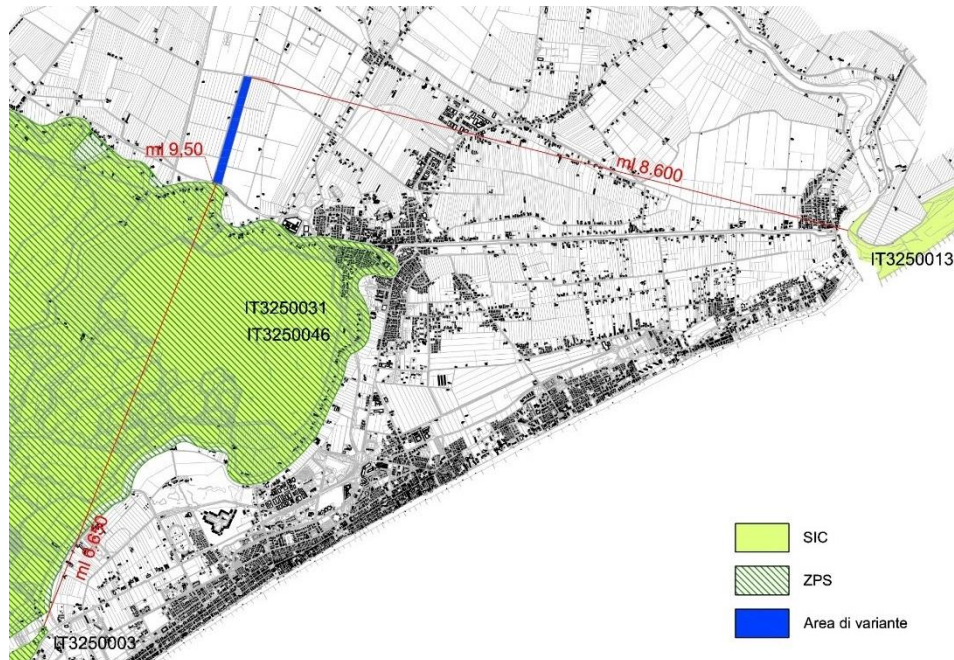 ml 9.50
ml 8.600
IT3250013
IT3250031
IT3250046
ml 6.650
IT3250003
SIC
ZPS
Area di variante